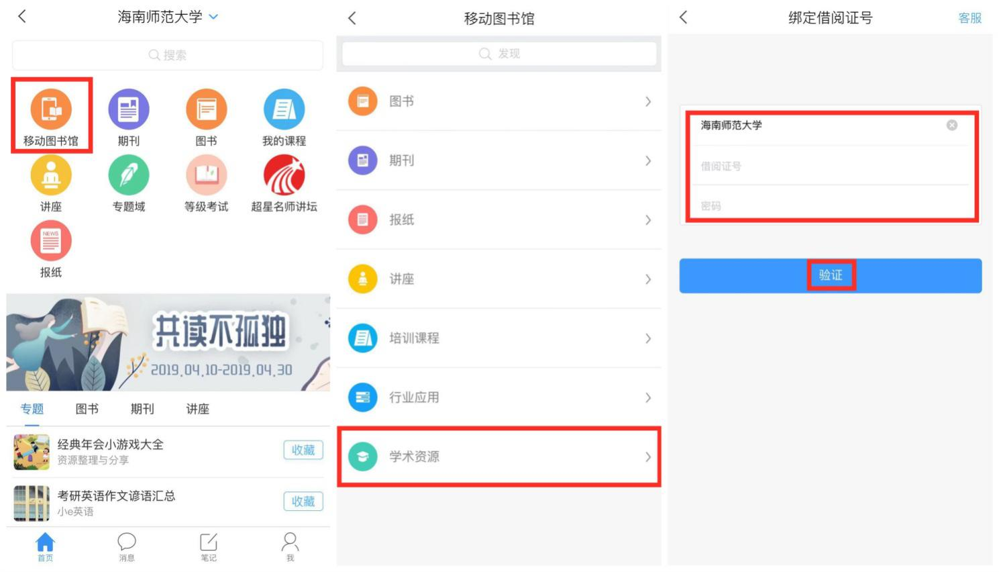 海南师范大学
搜索
移动图书馆
期刊
图书
我的课程
讲座
专题域
等级考试
超星名师讲坛
NEWS
报纸
共读不孤独
2019.04.10-2019.04.30
专题
图书
期刊
讲座
经典年会小游戏大全
资源整理与分享
收藏
考研英语作文谚语汇总
小e英语
收藏
首页
消息
笔记
我
移动图书馆
发现
图书
期刊
报纸
讲座
培训课程
行业应用
学术资源
绑定借阅证号
客服
海南师范大学
借阅证号
密码
验证